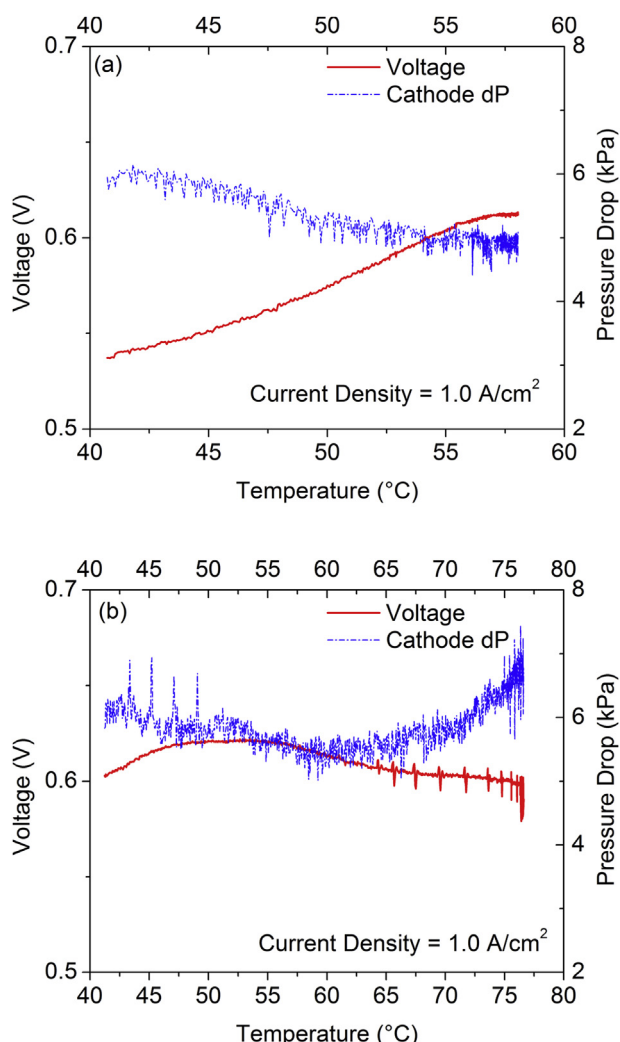 40 45 50 55 60
0.7 8
(a)
Voltage
Cathode dP
6
Voltage (V)
0.6
Pressure Drop (kPa)
4
Current Density = 1.0 A/cm²
0.5 2
40 45 50 55 60
Temperature (°C)
40 45 50 55 60 65 70 75 80
0.7 8
(b)
Voltage
Cathode dP
6
Voltage (V)
0.6
Pressure Drop (kPa)
4
Current Density = 1.0 A/cm²
0.5 2
40 45 50 55 60 65 70 75 80
Temperature (°C)